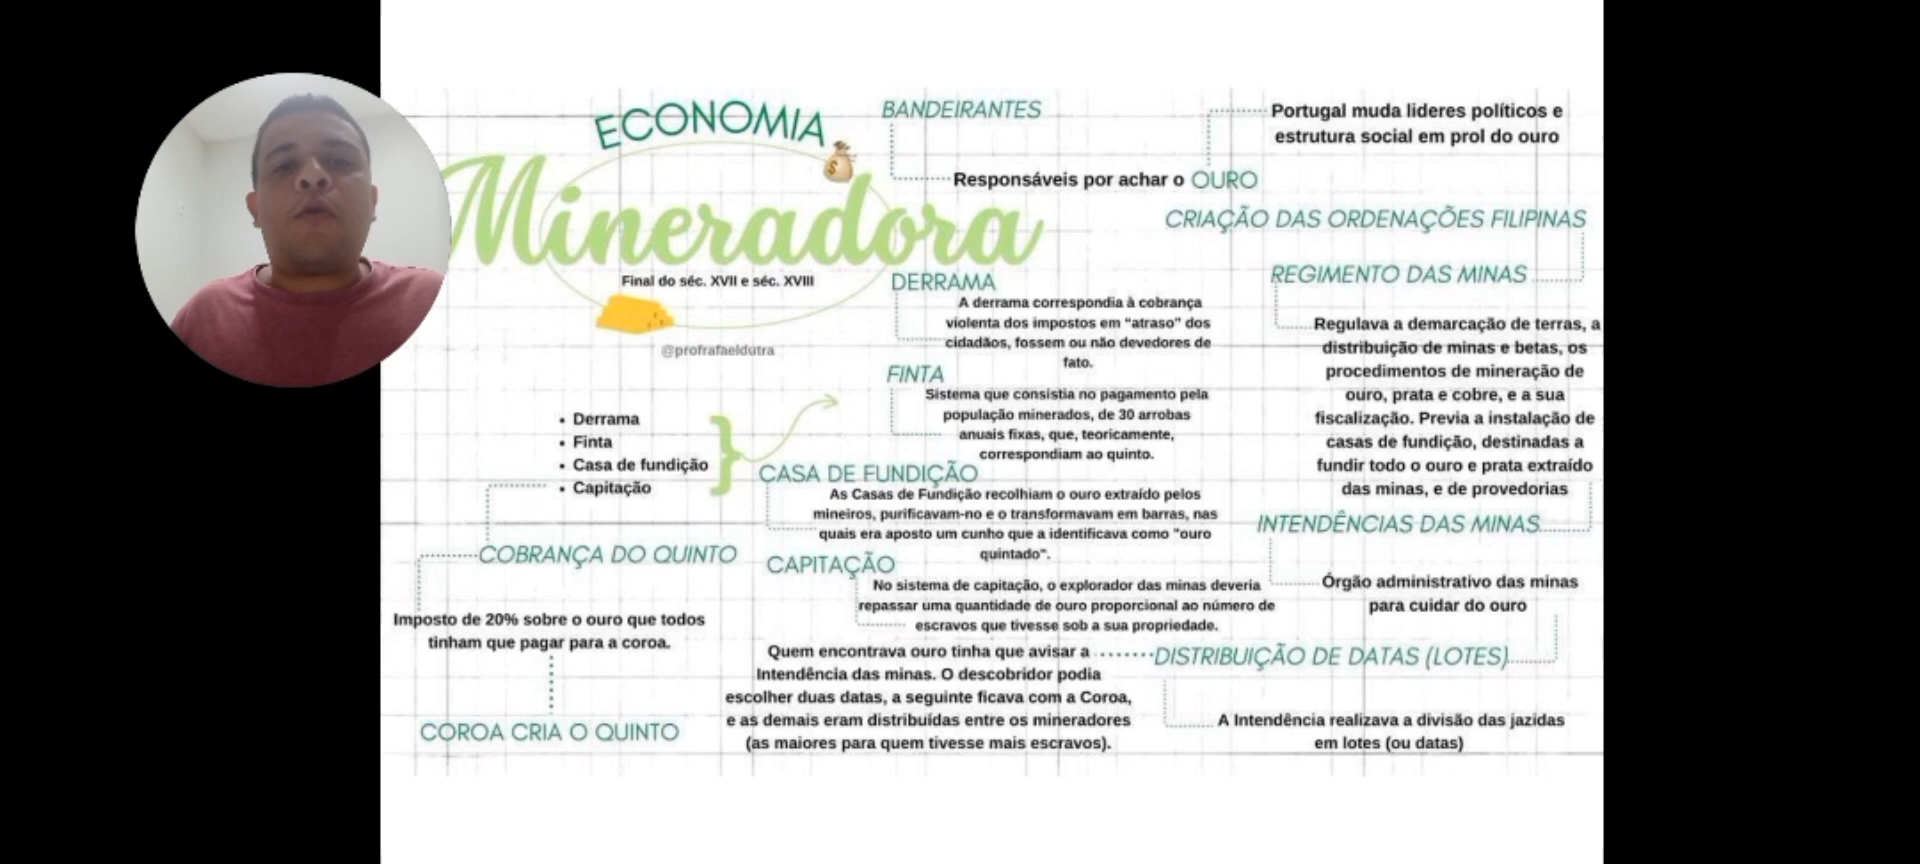 ECONOMIA
Mineradora
Final do séc. XVII e séc. XVIII
@profrafaeldutra
BANDEIRANTES
Responsáveis por achar o OURO
Portugal muda lideres políticos e
estrutura social em prol do ouro
CRIAÇÃO DAS ORDENAÇÕES FILIPINAS
REGIMENTO DAS MINAS
Regulava a demarcação de terras, a
distribuição de minas e betas, os
procedimentos de mineração de
ouro, prata e cobre, e a sua
fiscalização. Previa a instalação de
casas de fundição, destinadas a
fundir todo o ouro e prata extraído
das minas, e de provedorias
INTENDÊNCIAS DAS MINAS
Órgão administrativo das minas
para cuidar do ouro
DISTRIBUIÇÃO DE DATAS (LOTES)
A Intendência realizava a divisão das jazidas
em lotes (ou datas)
Quem encontrava ouro tinha que avisar a
Intendência das minas. O descobridor podia
escolher duas datas, a seguinte ficava com a Coroa,
e as demais eram distribuídas entre os mineradores
(as maiores para quem tivesse mais escravos).
COROA CRIA O QUINTO
Imposto de 20% sobre o ouro que todos
tinham que pagar para a coroa.
COBRANÇA DO QUINTO
• Derrama
• Finta
• Casa de fundição
• Capitação
DERRAMA
A derrama correspondia à cobrança
violenta dos impostos em “atraso” dos
cidadãos, fossem ou não devedores de
fato.
FINTA
Sistema que consistia no pagamento pela
população minerados, de 30 arrobas
anuais fixas, que, teoricamente,
correspondiam ao quinto.
CASA DE FUNDIÇÃO
As Casas de Fundição recolhiam o ouro extraído pelos
mineiros, purificavam-no e o transformavam em barras, nas
quais era aposto um cunho que a identificava como "ouro
quintado".
CAPITAÇÃO
No sistema de capitação, o explorador das minas deveria
repassar uma quantidade de ouro proporcional ao número de
escravos que tivesse sob a sua propriedade.